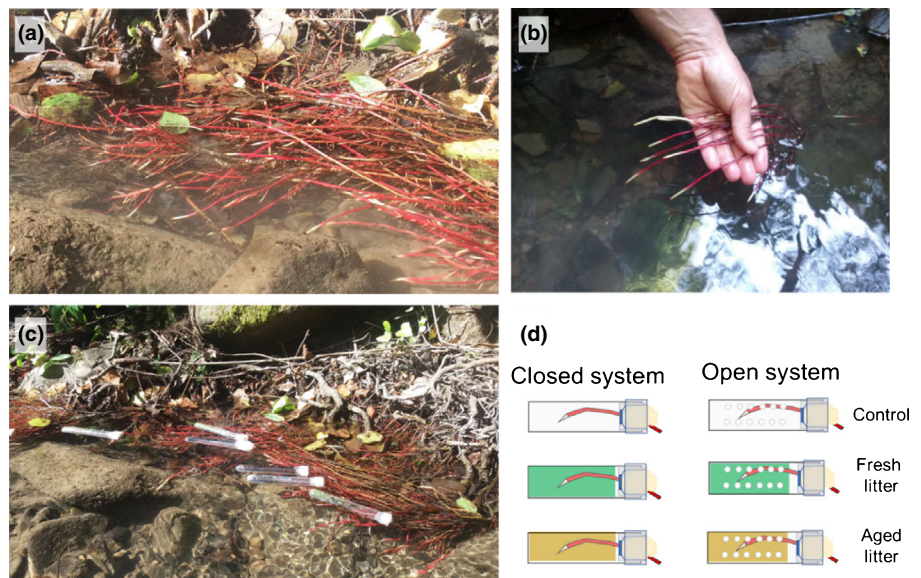 (a)
(b)
(c)
(d)
Closed system
Open system
Control
Fresh
litter
Aged
litter